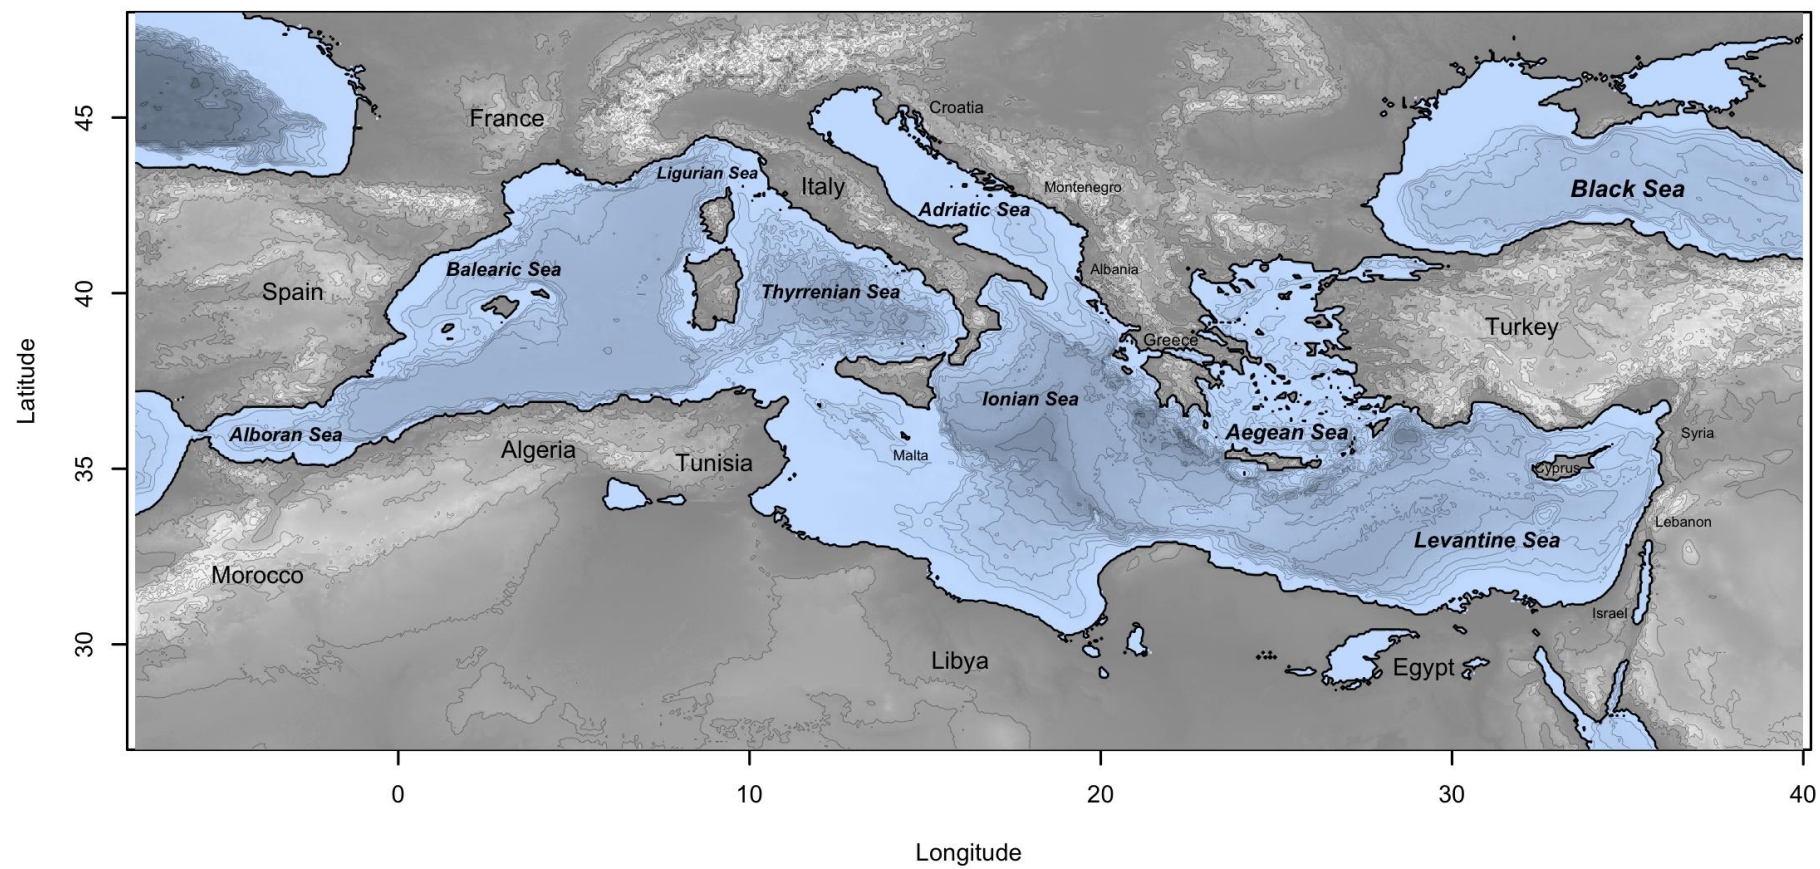 Croatia
45
France
Ligurian Sea
Italy
Montenegro
Black Sea
Adriatic Sea
Balearic Sea
Albania
Spain
40
Thyrrenian Sea
Turkey
Greece
Latitude
Ionian Sea
Alboran Sea
Aegean Sea
Syria
Algeria
Malta
Tunisia
35
Cyprus
Lebanon
Levantine Sea
Morocco
Israel
30
Libya
Egypt
0
10
20
30
40
Longitude